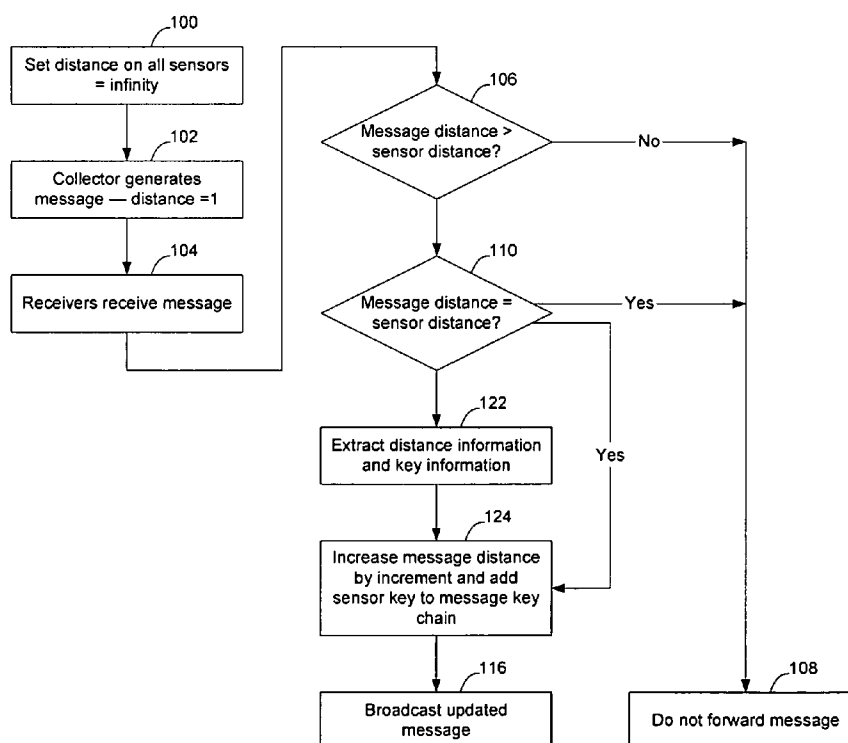 100
Set distance on all sensors
= infinity
102
Collector generates
message — distance =1
104
Receivers receive message
106
Message distance >
sensor distance?
No
110
Message distance =
sensor distance?
Yes
Yes
122
Extract distance information
and key information
124
Increase message distance
by increment and add
sensor key to message key
chain
116
Broadcast updated
message
108
Do not forward message